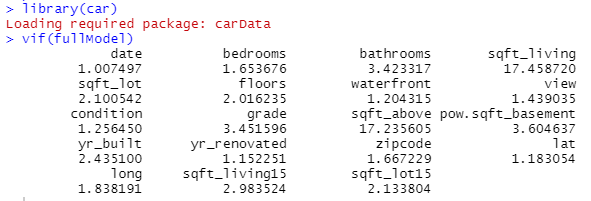 > library(car)
Loading required package: carData
> vif(fullModel)
date bedrooms bathrooms sqft_living
1.007497 1.653676 3.423317 17.458720
sqft_lot floors waterfront view
2.100542 2.016235 1.204315 1.439035
condition grade sqft_above pow.sqft_basement
1.256450 3.451596 17.235605 3.604637
yr_built yr_renovated zipcode lat
2.435100 1.152251 1.667229 1.183054
long sqft_living15 sqft_lot15
1.838191 2.983524 2.133804